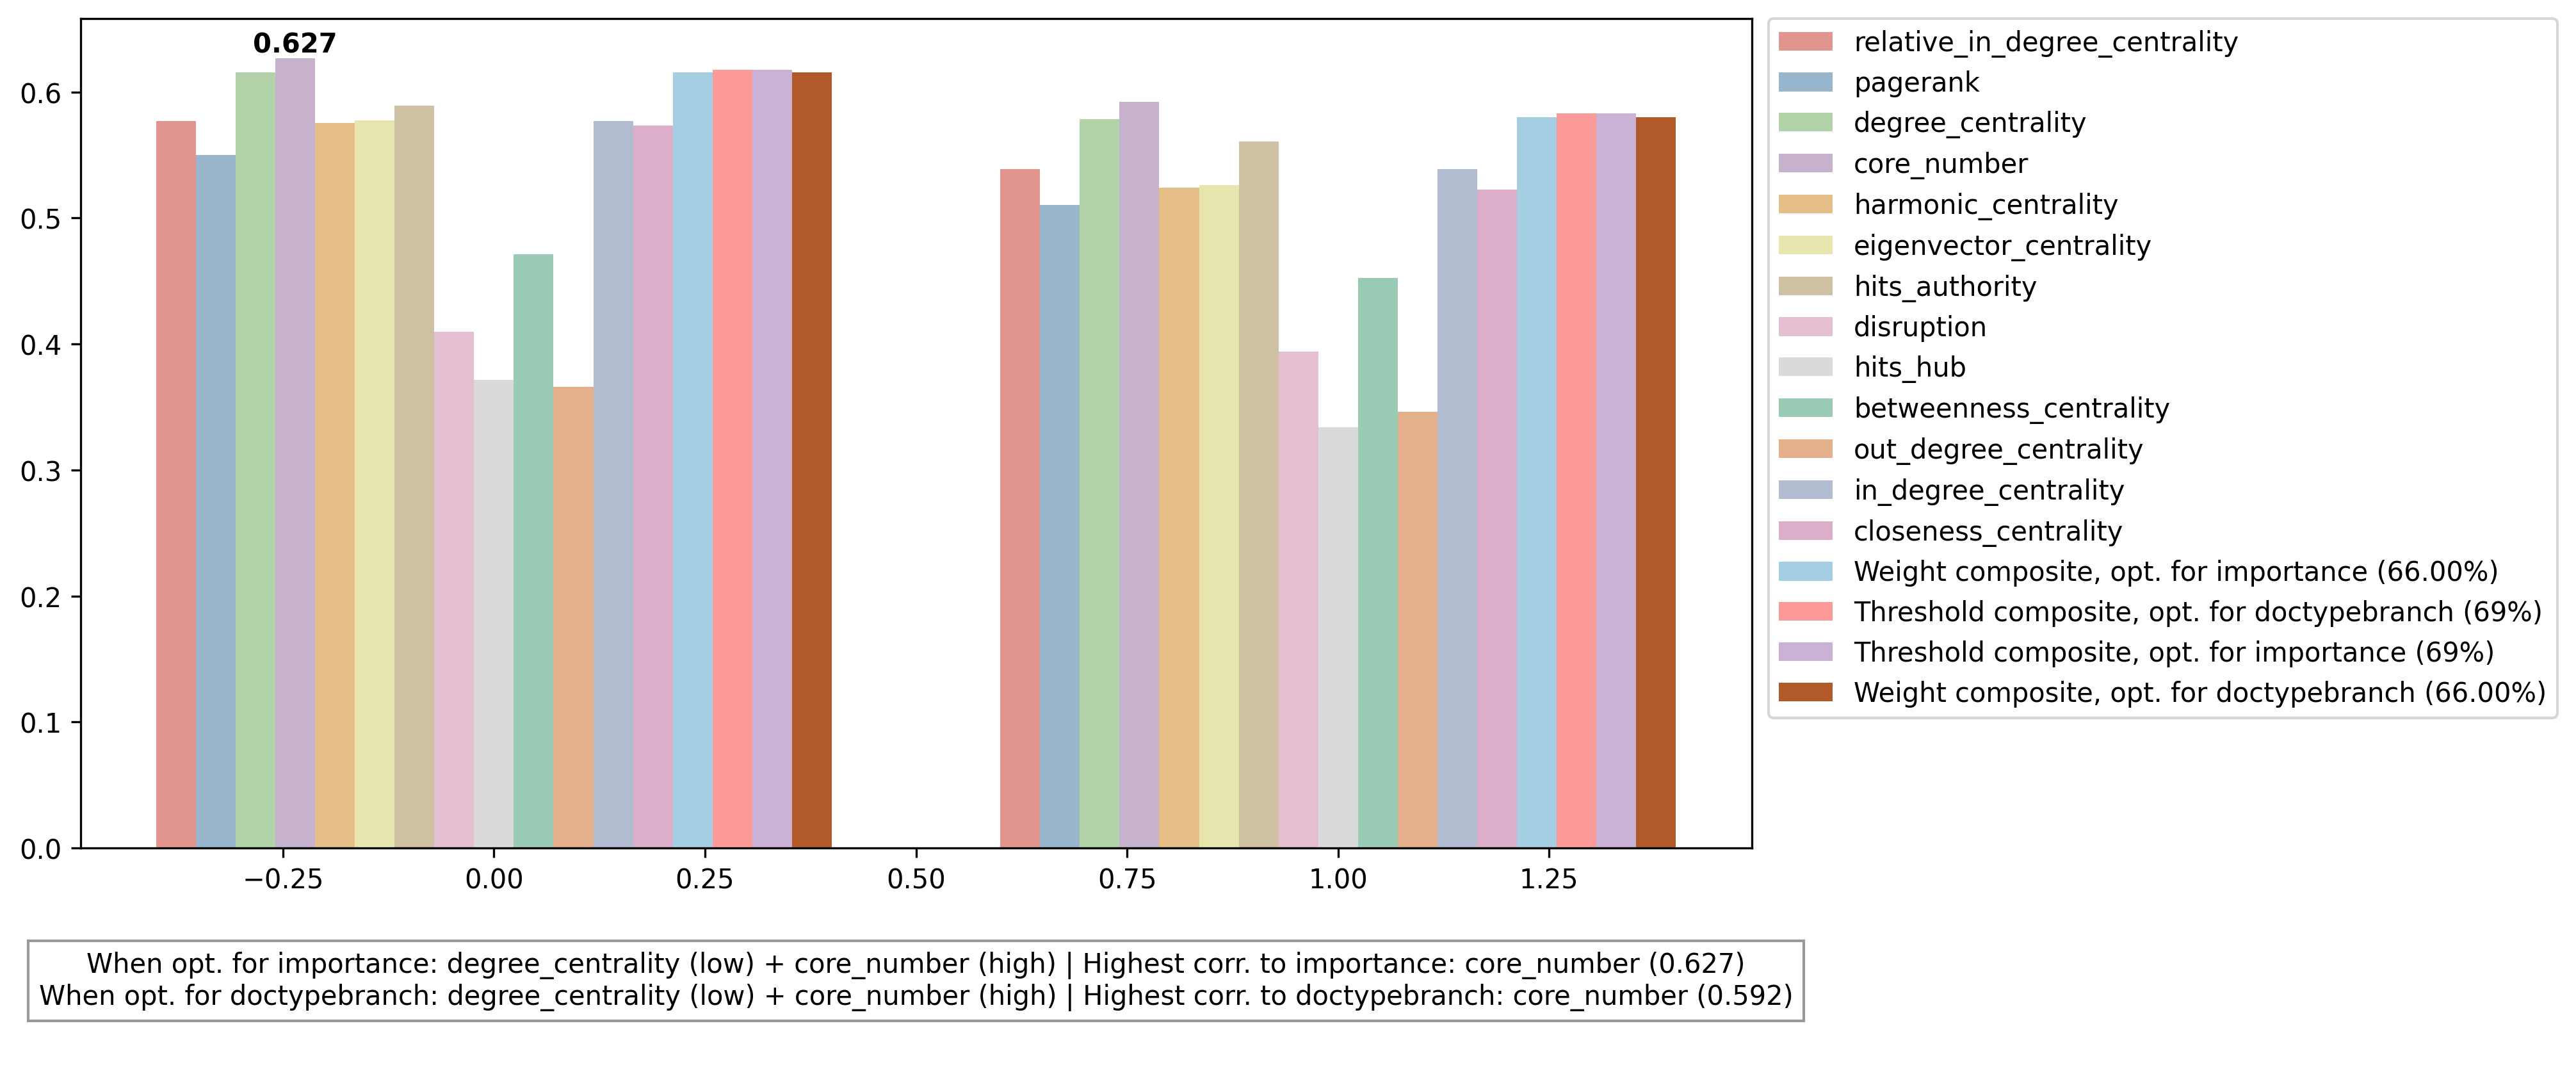 0.627
0.6
0.5
0.4
0.3
0.2
0.1
0.0
−0.25 0.00 0.25 0.50 0.75 1.00 1.25
relative_in_degree_centrality
pagerank
degree_centrality
core_number
harmonic_centrality
eigenvector_centrality
hits_authority
disruption
hits_hub
betweenness_centrality
out_degree_centrality
in_degree_centrality
closeness_centrality
Weight composite, opt. for importance (66.00%)
Threshold composite, opt. for doctypebranch (69%)
Threshold composite, opt. for importance (69%)
Weight composite, opt. for doctypebranch (66.00%)
When opt. for importance: degree_centrality (low) + core_number (high) | Highest corr. to importance: core_number (0.627)
When opt. for doctypebranch: degree_centrality (low) + core_number (high) | Highest corr. to doctypebranch: core_number (0.592)